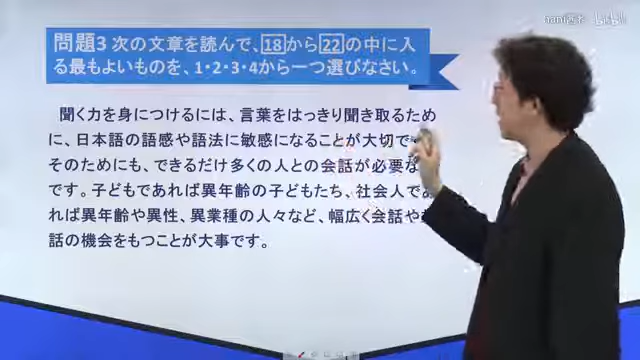 問題3 次の文章を読んで、18から22の中に入
る最もよいものを、1・2・3・4から一つ選びなさい。
聞く力を身につけるには、言葉をはっきり聞き取るため
に、日本語の語感や語法に敏感になることが大切で
そのためにも、できるだけ多くの人との会話が必要な
です。子どもであれば異年齢の子どもたち、社会人であ
れば異年齢や異性、異業種の人々など、幅広く会話や
話の機会をもつことが大事です。